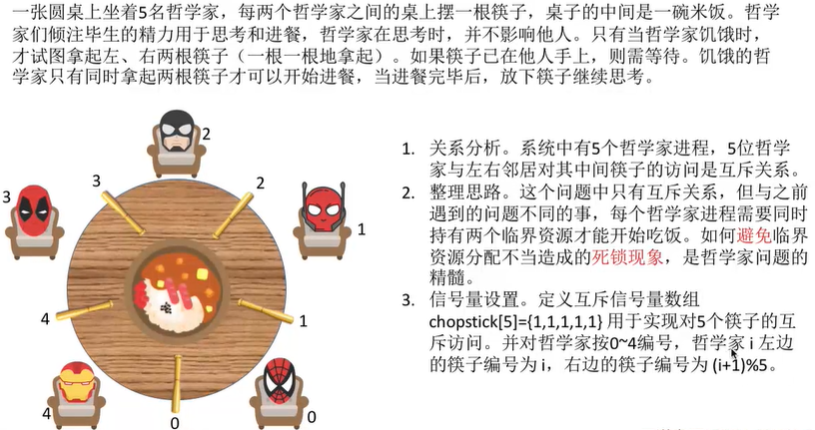 一张圆桌上坐着5名哲学家，每两个哲学家之间的桌上摆一根筷子，桌子的中间是一碗米饭。哲学
家们倾注毕生的精力用于思考和进餐，哲学家在思考时，并不影响他人。只有当哲学家饥饿时，
才试图拿起左、右两根筷子（一根一根地拿起）。如果筷子已在他人手上，则需等待。饥饿的哲
学家只有同时拿起两根筷子才可以开始进餐，当进餐完毕后，放下筷子继续思考。
2
3
3
2
1
4
1
4
0
0
1. 关系分析。系统中有5个哲学家进程，5位哲学
家与左右邻居对其中间筷子的访问是互斥关系。
2. 整理思路。这个问题中只有互斥关系，但与之前
遇到的问题不同的事，每个哲学家进程需要同时
持有两个临界资源才能开始吃饭。如何避免临界
资源分配不当造成的死锁现象，是哲学家问题的
精髓。
3. 信号量设置。定义互斥信号量数组
chopstick[5]={1,1,1,1,1} 用于实现对5个筷子的互
斥访问。并对哲学家按0~4编号，哲学家 i 左边
的筷子编号为 i，右边的筷子编号为 (i+1)%5。